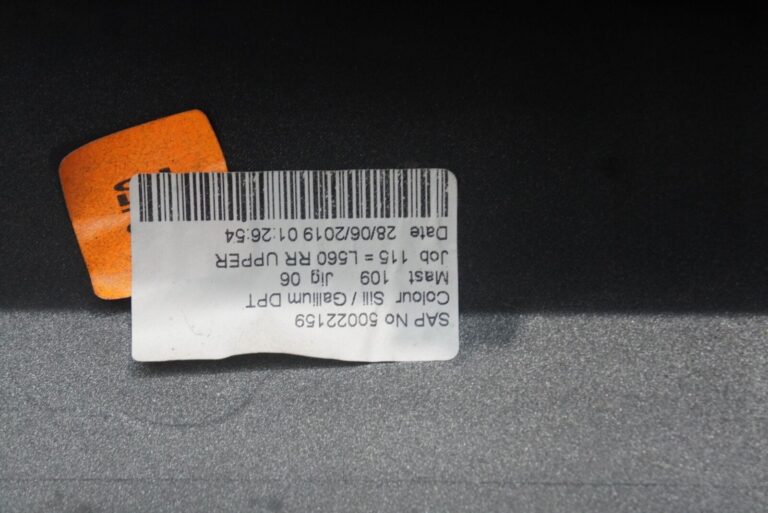 SAP No 50022159
Colour Sill / Gallium DPT
Mast 109 Jig 06
Job 115 = L560 RR UPPER
Date 28/06/2019 01:26:54